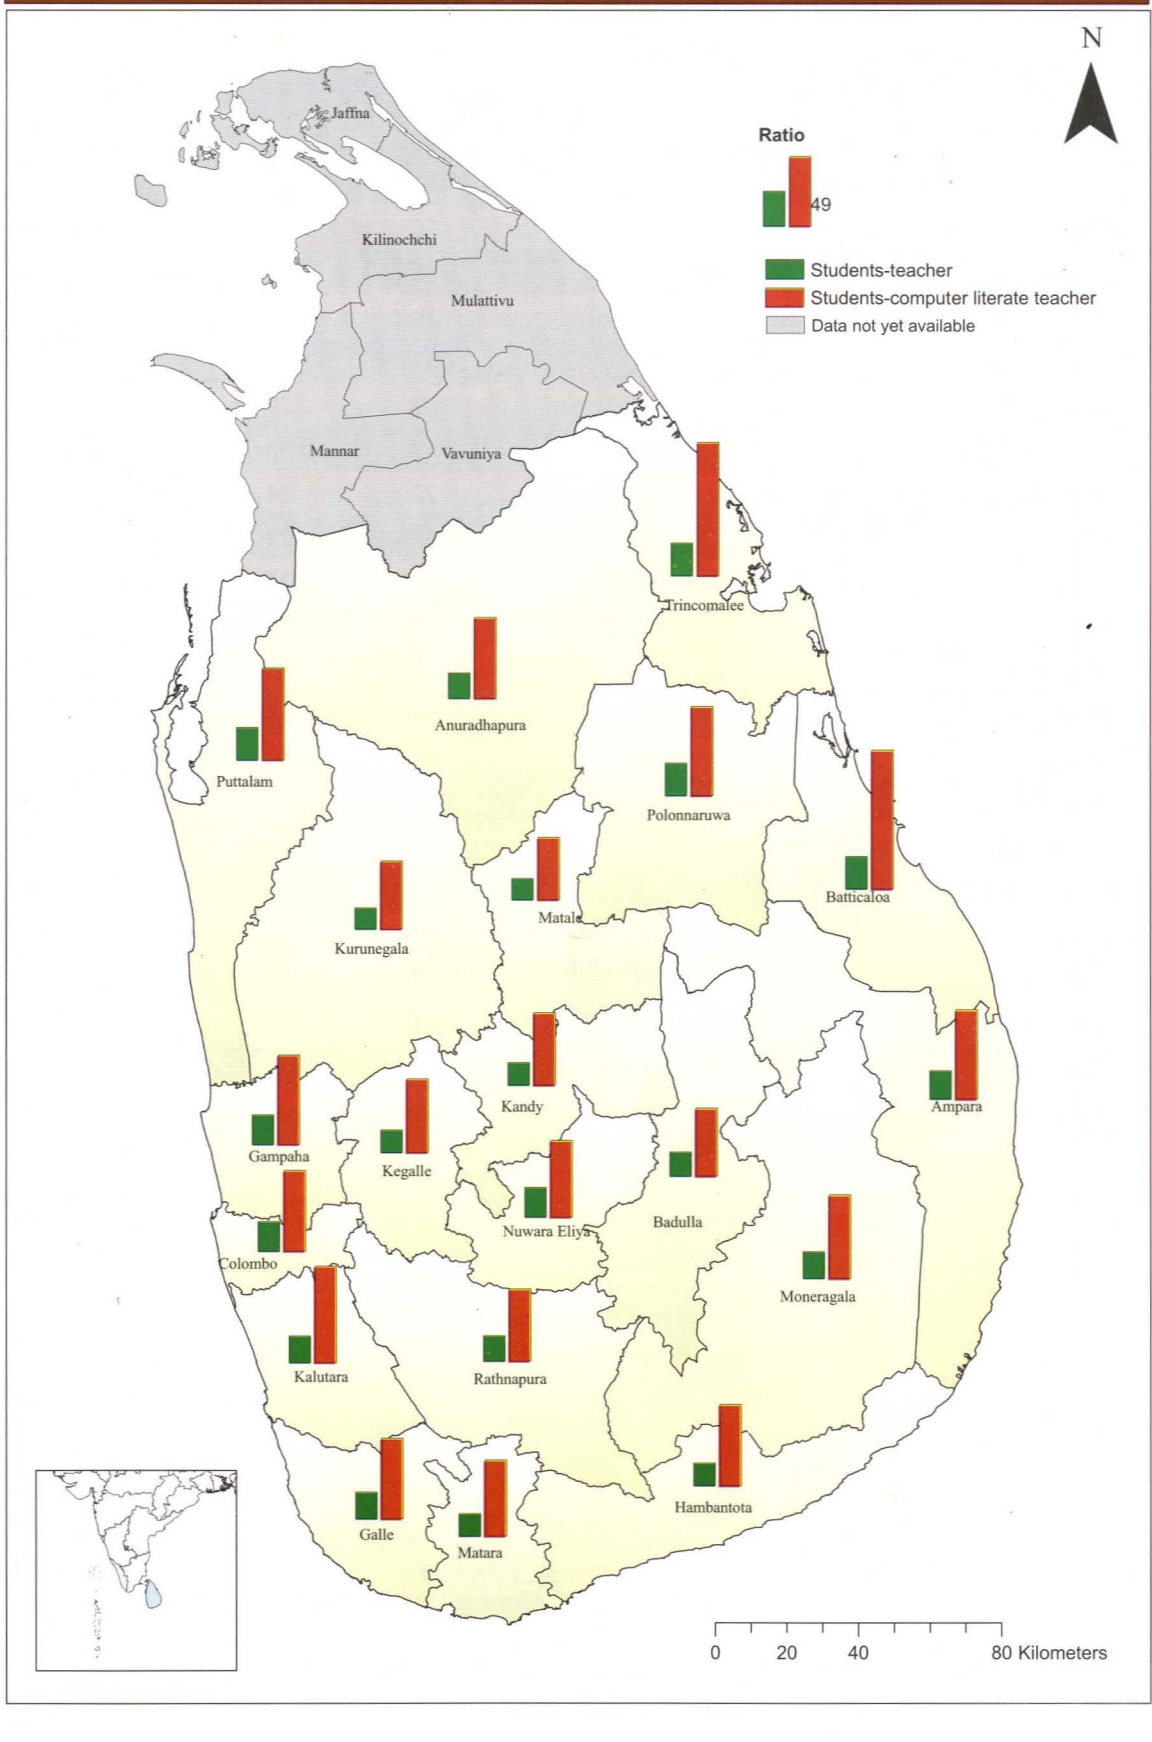 N
Jaffna
Ratio
49
Kilinochchi
Students-teacher
Mulattivu
Students-computer literate teacher
Data not yet available
Mannar
Vavuniya
Trincomalee
Anuradhapura
Puttalam
Polonnaruwa
Batticaloa
Matale
Kurunegala
Kandy
Ampara
Gampaha
Kegalle
Badulla
Nuwara Eliya
Colombo
Moneragala
Kalutara
Rathnapura
Hambantota
Galle
Matara
0 20 40 80 Kilometers